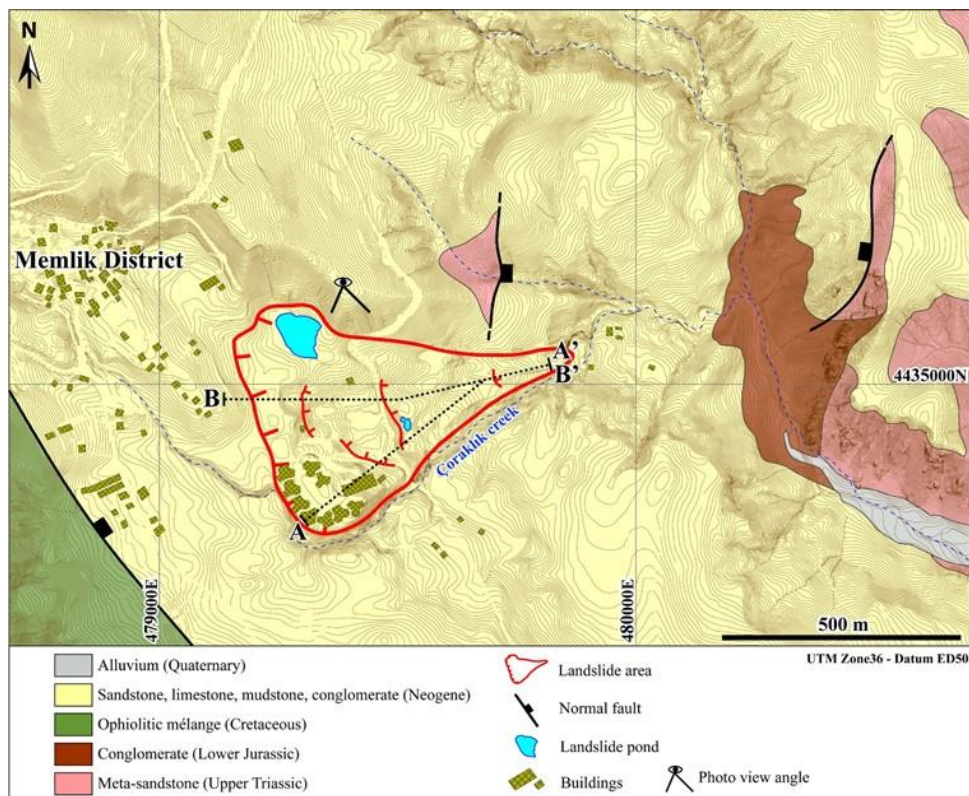 N
Memlik District
A'
B
B'
4435000N
Çoraklık creek
A
479000E
480000E
500 m
UTM Zone36 - Datum ED50
Alluvium (Quaternary)
Sandstone, limestone, mudstone, conglomerate (Neogene)
Ophiolitic mélange (Cretaceous)
Conglomerate (Lower Jurassic)
Meta-sandstone (Upper Triassic)
Landslide area
Normal fault
Landslide pond
Buildings
Photo view angle